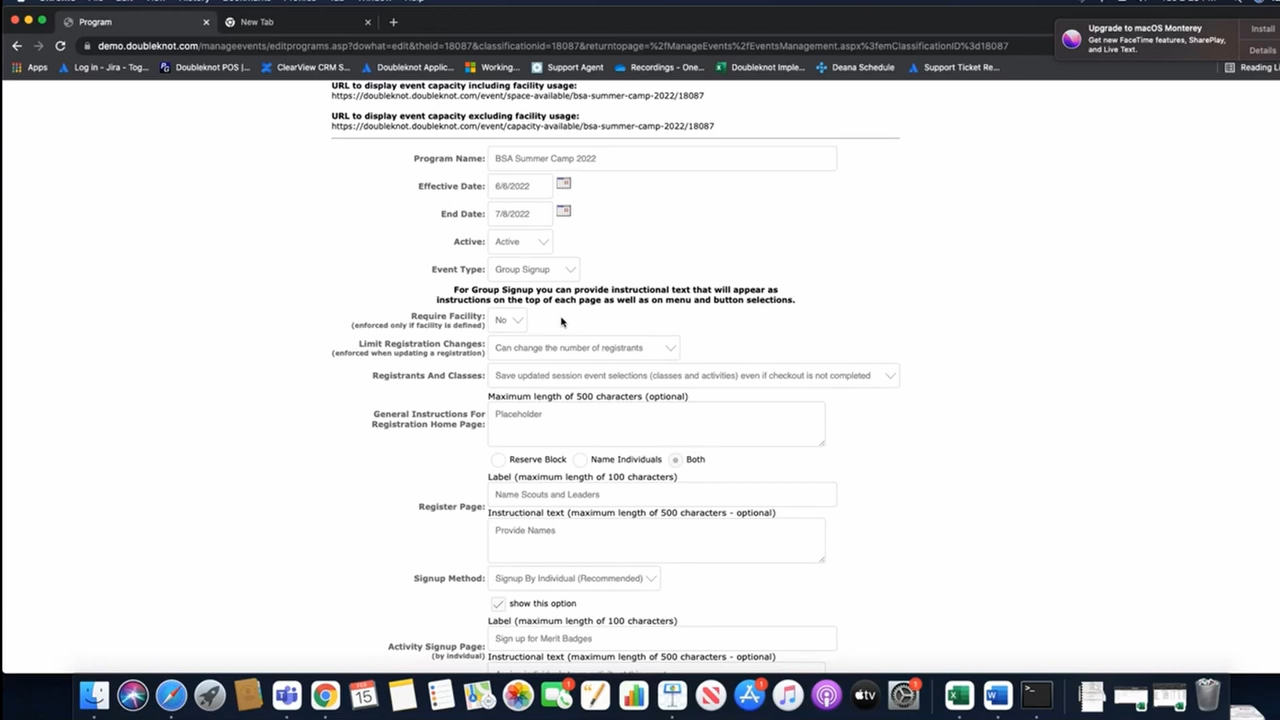 Program
New Tab
Upgrade to macOS Monterey
Get new FaceTime features, SharePlay,
and Live Text.
Install
Details
demo.doubleknot.com/manageevents/editprograms.asp?dowhat=edit&theid=18087&classificationid=18087&returntopage=%2fManageEvents%2fEventsManagement.aspx%3femClassificationID%3d18087
Apps
Log in - Jira - Tog...
Doubleknot POS |...
ClearView CRM S...
Doubleknot Applic...
Working...
Support Agent
Recordings - One...
Doubleknot Imple...
Deana Schedule
Support Ticket Re...
Reading Li
URL to display event capacity including facility usage:
https://doubleknot.doubleknot.com/event/space-available/bsa-summer-camp-2022/18087
URL to display event capacity excluding facility usage:
https://doubleknot.doubleknot.com/event/capacity-available/bsa-summer-camp-2022/18087
Program Name: BSA Summer Camp 2022
Effective Date: 6/6/2022
End Date: 7/8/2022
Active: Active
Event Type: Group Signup
For Group Signup you can provide instructional text that will appear as
instructions on the top of each page as well as on menu and button selections.
Require Facility: No
(enforced only if facility is defined)
Limit Registration Changes: Can change the number of registrants
(enforced when updating a registration)
Registrants And Classes: Save updated session event selections (classes and activities) even if checkout is not completed
Maximum length of 500 characters (optional)
General Instructions For Placeholder
Registration Home Page:
Reserve Block Name Individuals Both
Label (maximum length of 100 characters)
Name Scouts and Leaders
Register Page:
Instructional text (maximum length of 500 characters - optional)
Provide Names
Signup Method: Signup By Individual (Recommended)
show this option
Label (maximum length of 100 characters)
Sign up for Merit Badges
Activity Signup Page:
(by indvidual) Instructional text (maximum length of 500 characters - optional)
FEB
15
1
1
1
tv